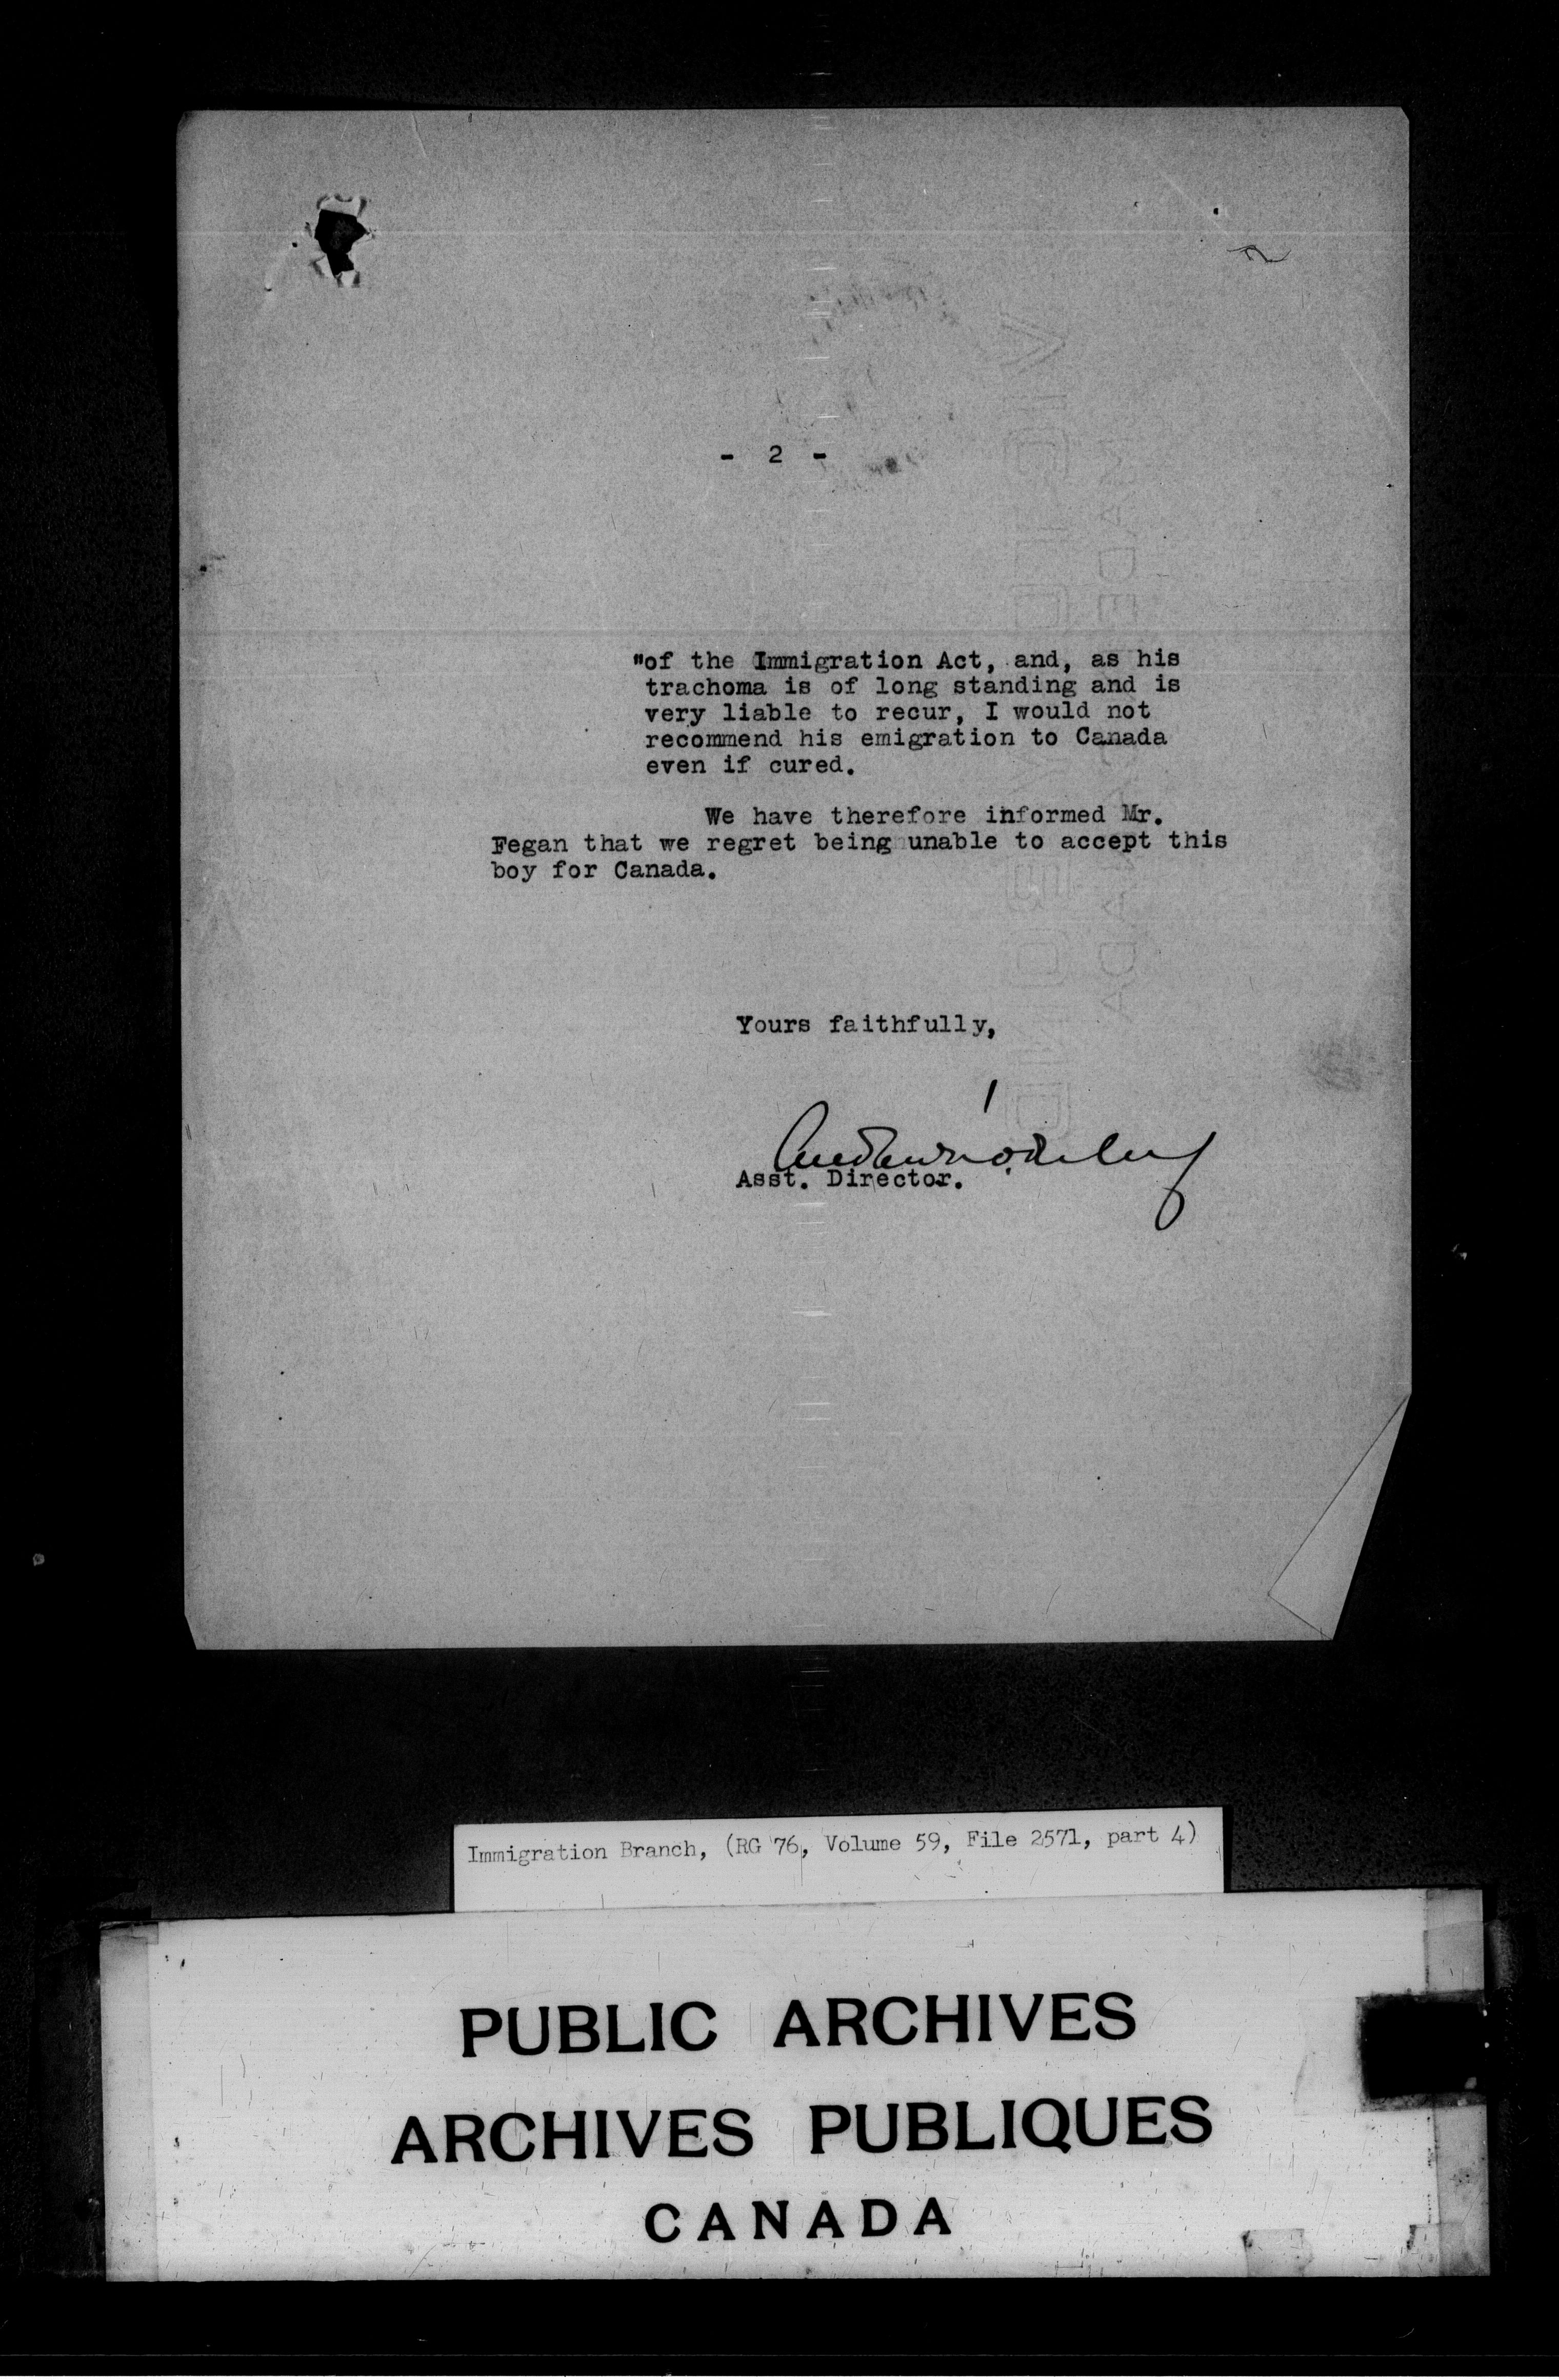 - 2 -
"of the Immigration Act, and, as his
trachoma is of long standing and is
very liable to recur, I would not
recommend his emigration to Canada
even if cured.
We have therefore informed Mr.
Fegan that we regret being unable to accept this
boy for Canada.
Yours faithfully,
Asst. Director.
Immigration Branch, (RG 76, Volume 59, File 2571, part 4)
PUBLIC ARCHIVES
ARCHIVES PUBLIQUES
CANADA